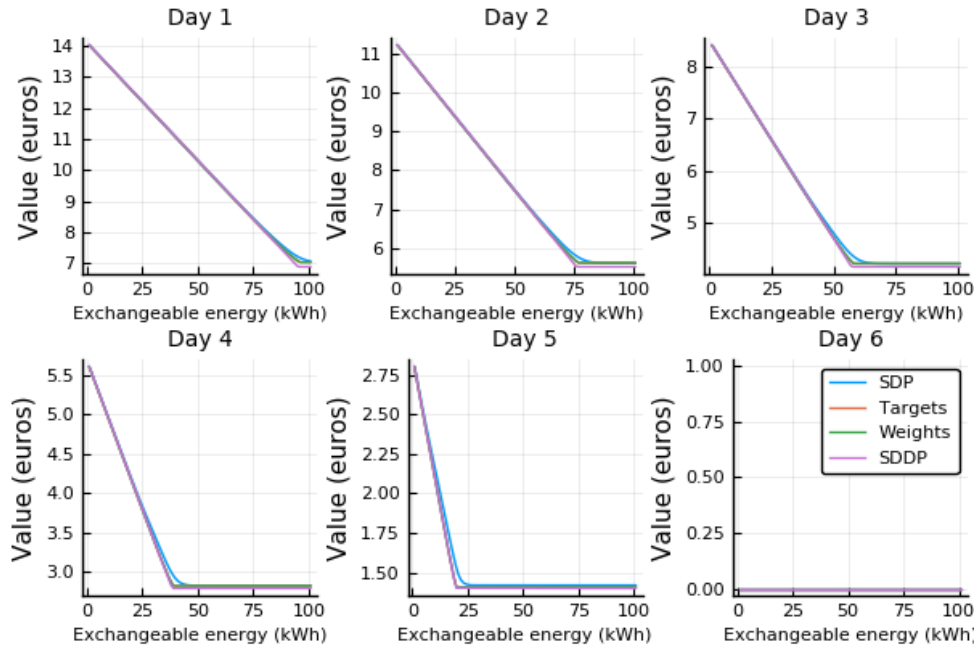 Day 1
Value (euros)
14
13
12
11
10
9
8
7
0 25 50 75 100
Exchangeable energy (kWh)
Day 2
Value (euros)
11
10
9
8
7
6
0 25 50 75 100
Exchangeable energy (kWh)
Day 3
Value (euros)
8
7
6
5
0 25 50 75 100
Exchangeable energy (kWh)
Day 4
Value (euros)
5.5
5.0
4.5
4.0
3.5
3.0
0 25 50 75 100
Exchangeable energy (kWh)
Day 5
Value (euros)
2.75
2.50
2.25
2.00
1.75
1.50
0 25 50 75 100
Exchangeable energy (kWh)
Day 6
Value (euros)
1.00
0.75
0.50
0.25
0.00
SDP
Targets
Weights
SDDP
0 25 50 75 100
Exchangeable energy (kWh)